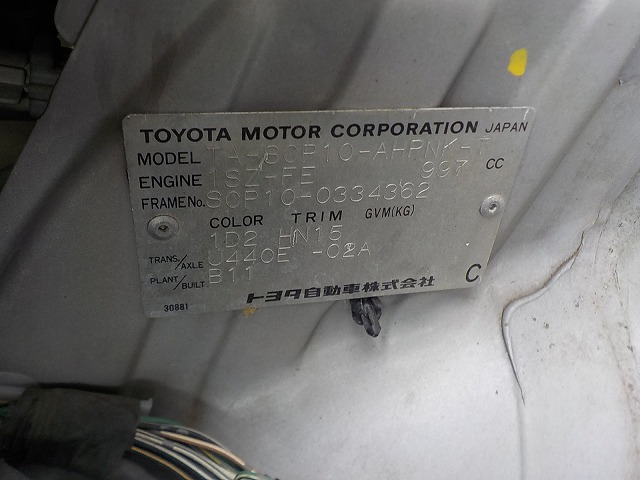 TOYOTA MOTOR CORPORATION JAPAN
MODEL TA-SCP10-AHPNK-T
ENGINE 1SZ-FE 997 CC
FRAME No. SCP10-0334362
COLOR TRIM GVM(KG)
1D2 HN15
TRANS./AXLE U440E -02A
PLANT/BUILT B11
トヨタ自動車株式会社 C
30881